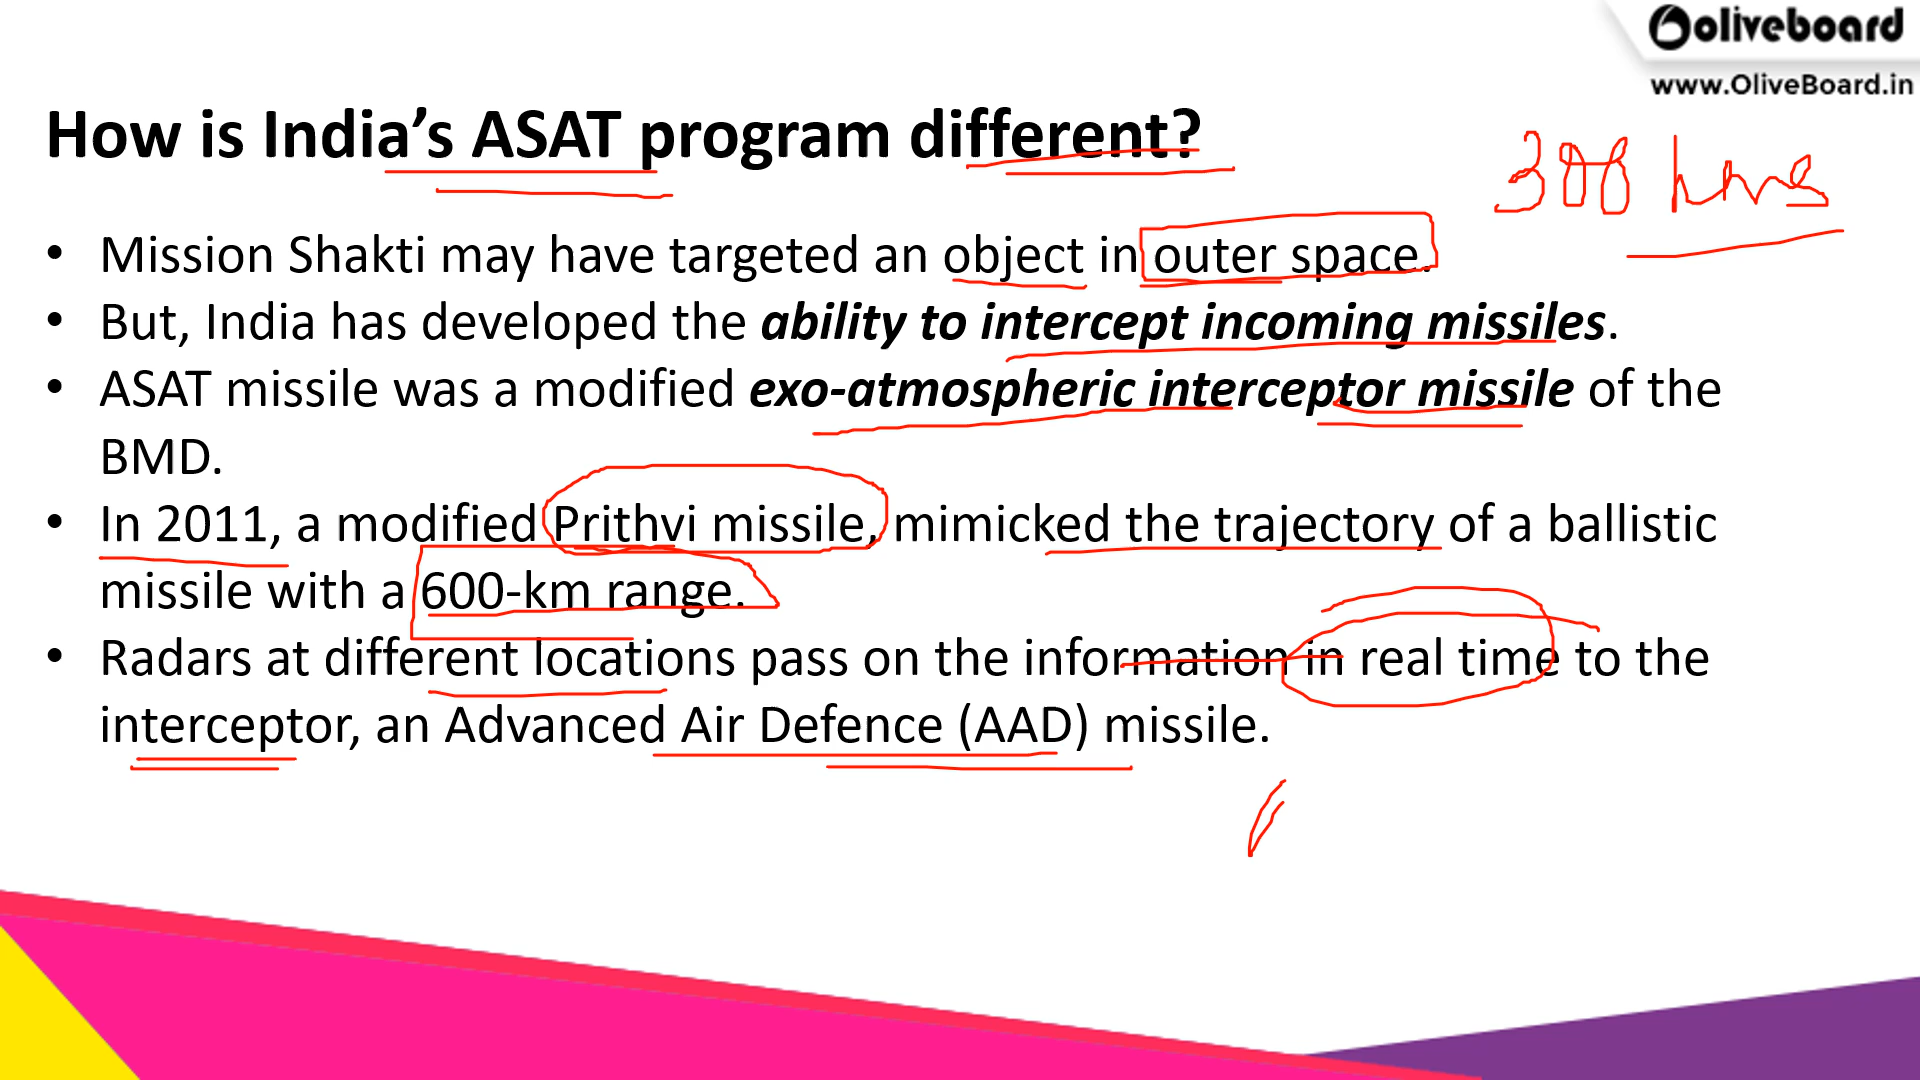 oliveboard
www.OliveBoard.in
How is India’s ASAT program different?
300 kms
• Mission Shakti may have targeted an object in outer space.
• But, India has developed the ability to intercept incoming missiles.
• ASAT missile was a modified exo-atmospheric interceptor missile of the
BMD.
• In 2011, a modified Prithvi missile, mimicked the trajectory of a ballistic
missile with a 600-km range.
• Radars at different locations pass on the information in real time to the
interceptor, an Advanced Air Defence (AAD) missile.